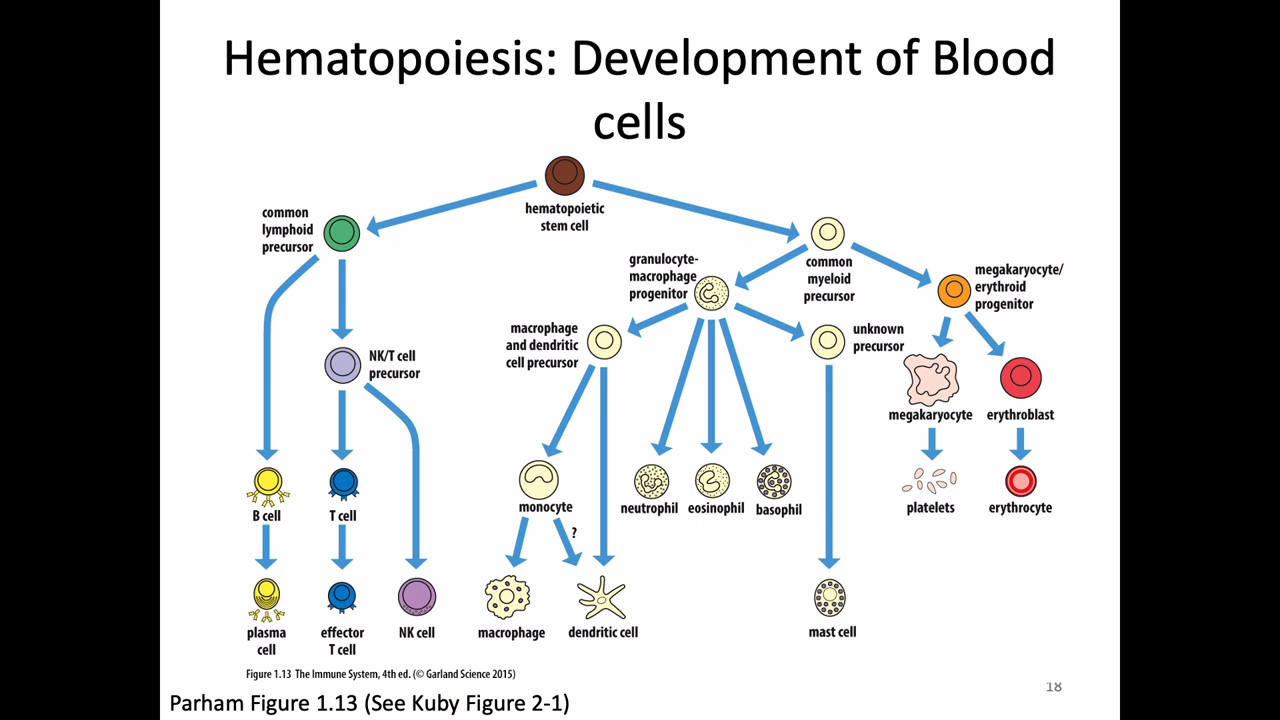 Hematopoiesis: Development of Blood
cells
hematopoietic
stem cell
common
lymphoid
precursor
common
myeloid
precursor
granulocyte-
macrophage
progenitor
megakaryocyte/
erythroid
progenitor
macrophage
and dendritic
cell precursor
unknown
precursor
NK/T cell
precursor
megakaryocyte
erythroblast
B cell
T cell
monocyte
neutrophil
eosinophil
basophil
platelets
erythrocyte
?
plasma
cell
effector
T cell
NK cell
macrophage
dendritic cell
mast cell
Figure 1.13 The Immune System, 4th ed. (© Garland Science 2015)
Parham Figure 1.13 (See Kuby Figure 2-1)
18